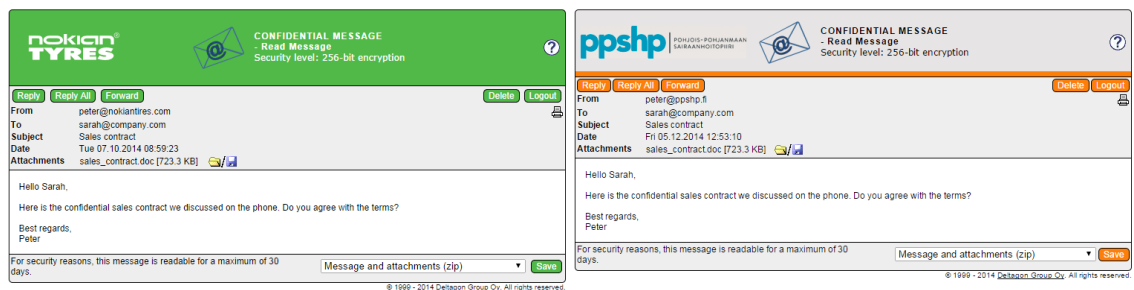 nokian®
TYRES
CONFIDENTIAL MESSAGE
- Read Message
Security level: 256-bit encryption
?
Reply Reply All Forward Delete Logout
From peter@nokiantires.com
To sarah@company.com
Subject Sales contract
Date Tue 07.10.2014 08:59:23
Attachments sales_contract.doc [723.3 KB] /
Hello Sarah,
Here is the confidential sales contract we discussed on the phone. Do you agree with the terms?
Best regards,
Peter
For security reasons, this message is readable for a maximum of 30
days.
Message and attachments (zip) Save
© 1999 - 2014 Deltagon Group Oy. All rights reserved.
ppshp POHJOIS-POHJANMAAN
SAIRAANHOITOPIIRI
CONFIDENTIAL MESSAGE
- Read Message
Security level: 256-bit encryption
?
Reply Reply All Forward Delete Logout
From peter@ppshp.fi
To sarah@company.com
Subject Sales contract
Date Fri 05.12.2014 12:53:10
Attachments sales_contract.doc [723.3 KB] /
Hello Sarah,
Here is the confidential sales contract we discussed on the phone. Do you agree with the terms?
Best regards,
Peter
For security reasons, this message is readable for a maximum of 30
days.
Message and attachments (zip) Save
© 1999 - 2014 Deltagon Group Oy. All rights reserved.